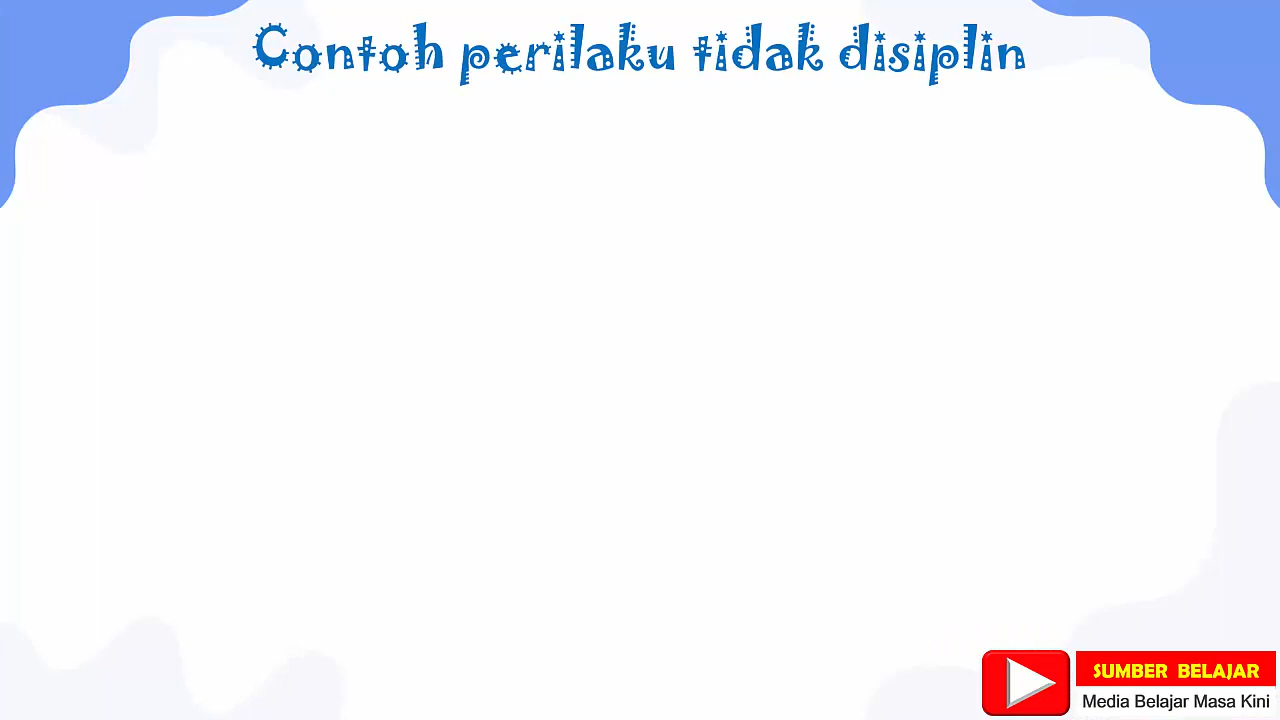 Contoh perilaku tidak disiplin
SUMBER BELAJAR
Media Belajar Masa Kini